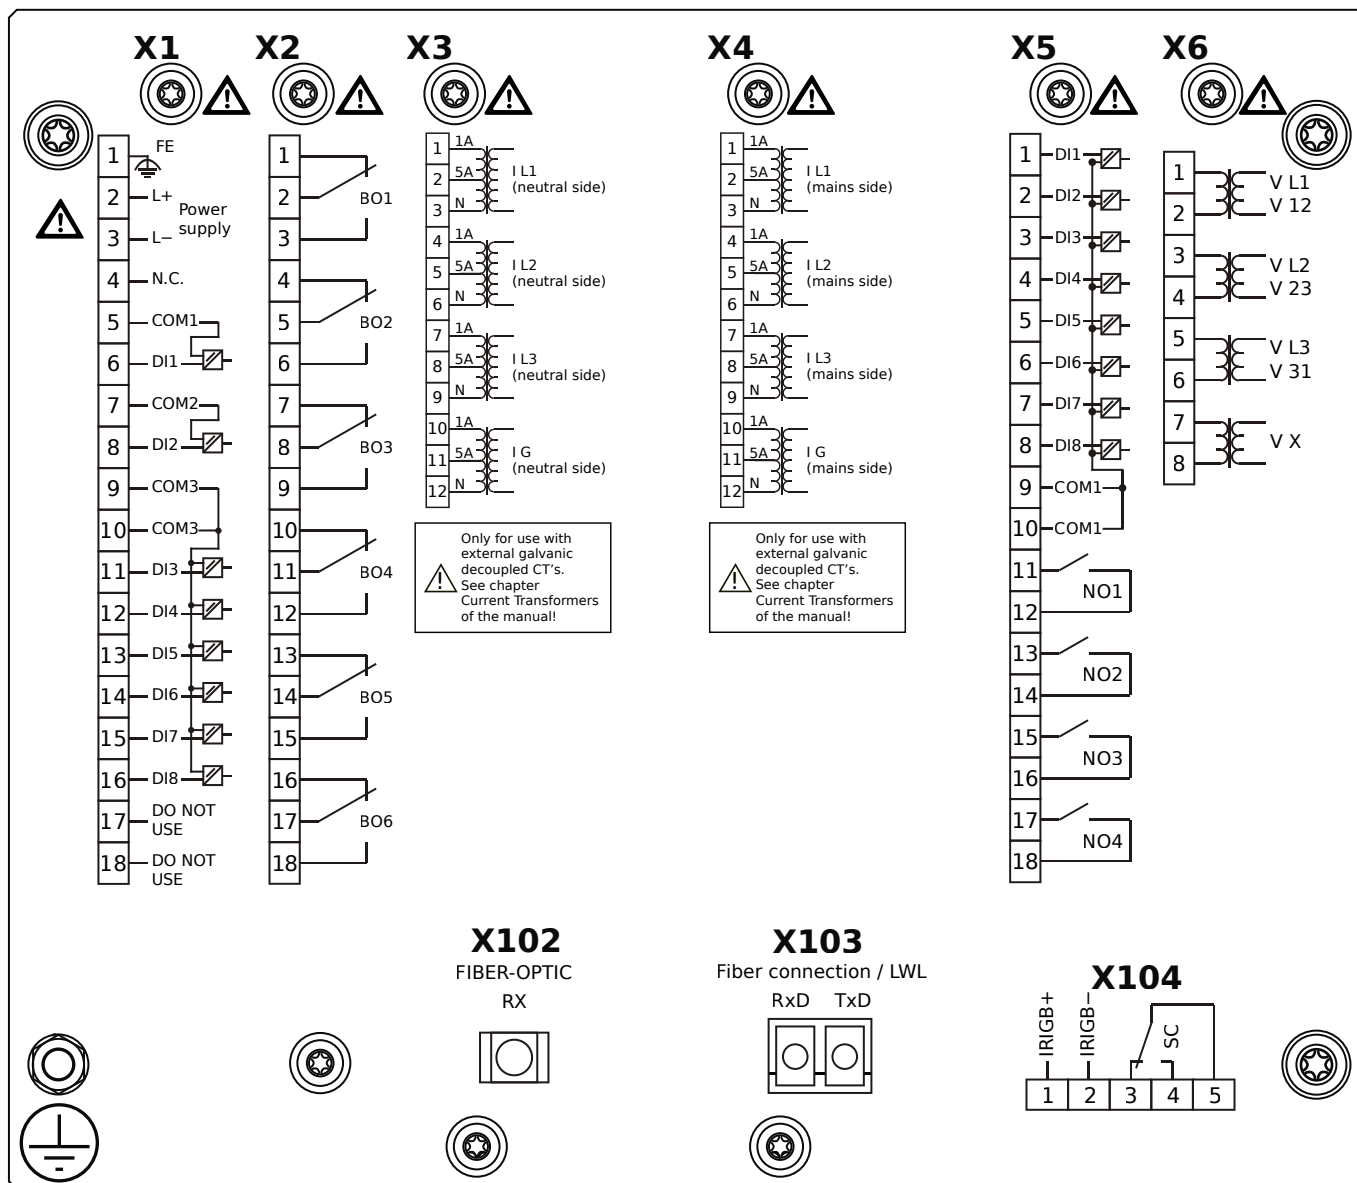 X1
X2
X3
X4
X5
X6
1
FE
2
L+
Power
supply
3
L−
4
N.C.
5
COM1
6
DI1
7
COM2
8
DI2
9
COM3
10
COM3
11
DI3
12
DI4
13
DI5
14
DI6
15
DI7
16
DI8
17
DO NOT
USE
18
DO NOT
USE
1
2
BO1
3
4
5
BO2
6
7
8
BO3
9
10
11
BO4
12
13
14
BO5
15
16
17
BO6
18
1
1A
2
5A
I L1
(neutral side)
3
N
4
1A
5
5A
I L2
(neutral side)
6
N
7
1A
8
5A
I L3
(neutral side)
9
N
10
1A
11
5A
I G
(neutral side)
12
N
Only for use with
external galvanic
decoupled CT's.
See chapter
Current Transformers
of the manual!
1
1A
2
5A
I L1
(mains side)
3
N
4
1A
5
5A
I L2
(mains side)
6
N
7
1A
8
5A
I L3
(mains side)
9
N
10
1A
11
5A
I G
(mains side)
12
N
Only for use with
external galvanic
decoupled CT's.
See chapter
Current Transformers
of the manual!
1
DI1
2
DI2
3
DI3
4
DI4
5
DI5
6
DI6
7
DI7
8
DI8
9
COM1
10
COM1
11
NO1
12
13
NO2
14
15
NO3
16
17
NO4
18
1
V L1
2
V 12
3
V L2
4
V 23
5
V L3
6
V 31
7
V X
8
X102
FIBER-OPTIC
RX
X103
Fiber connection / LWL
RxD TxD
X104
IRIGB+
IRIGB−
SC
1 2 3 4 5